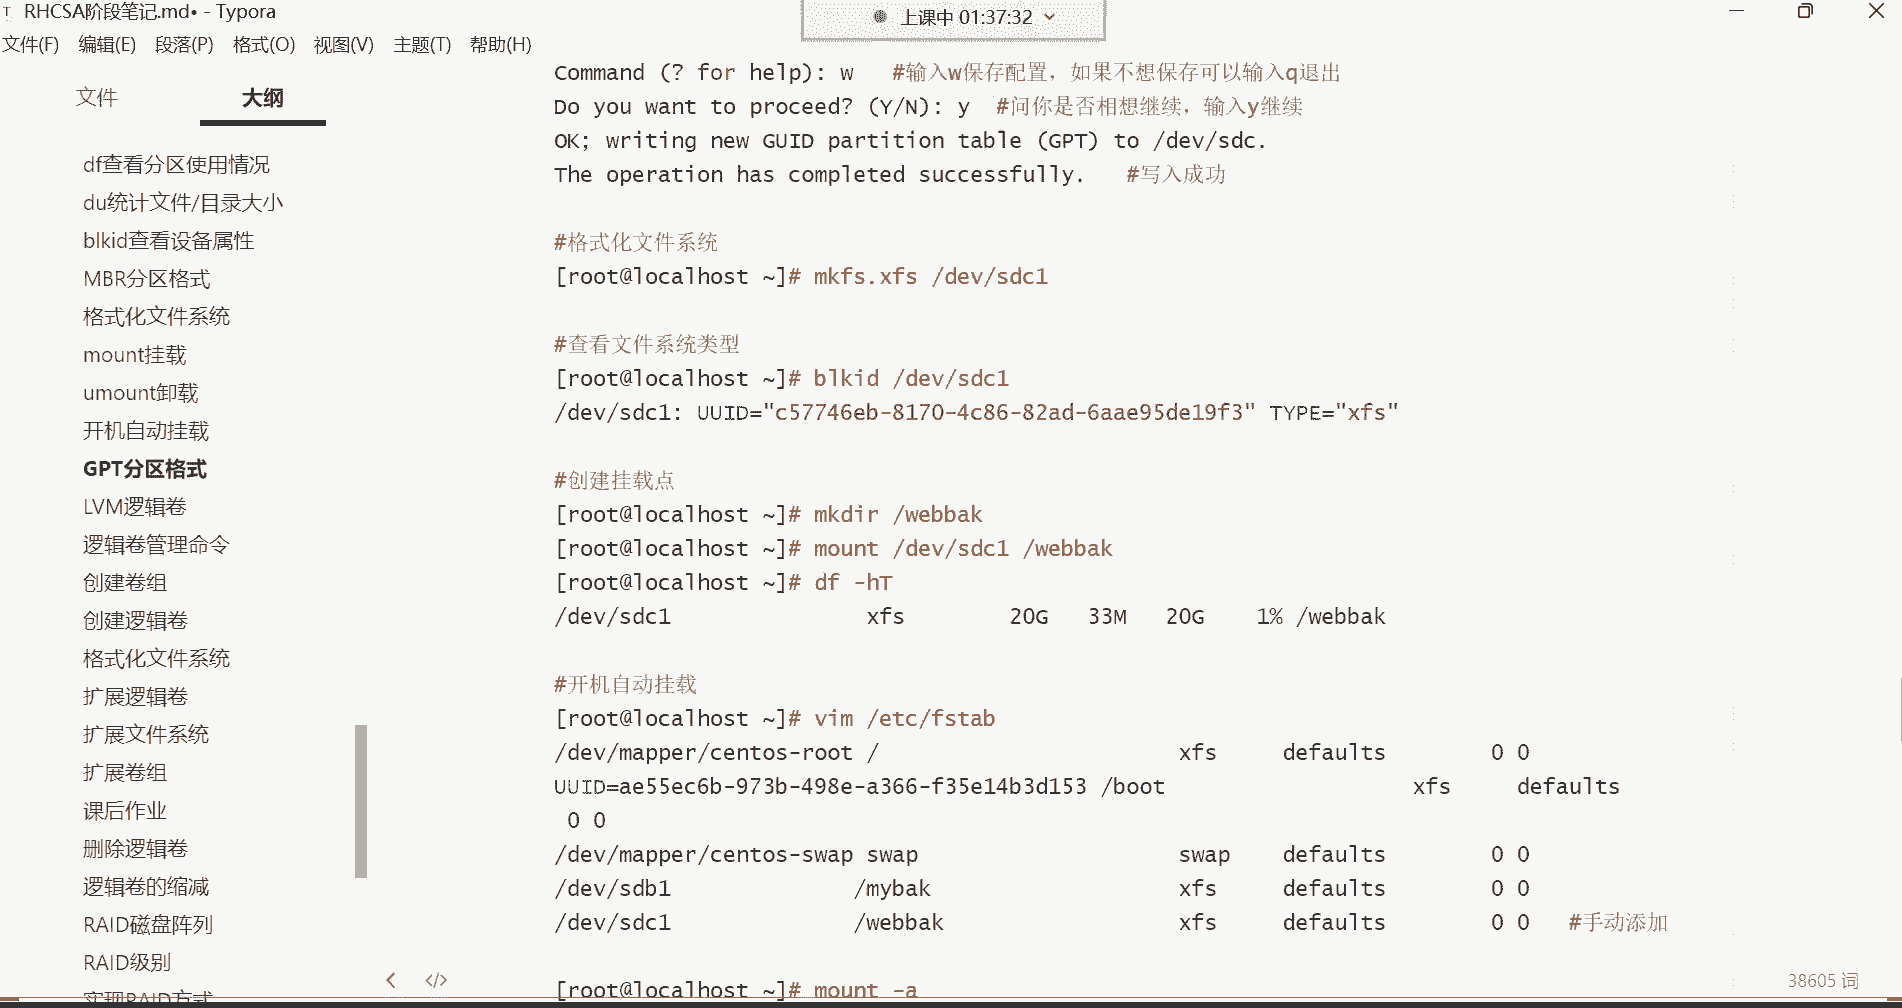 RHCSA阶段笔记.md• - Typora
上课中 01:37:32
文件(F) 编辑(E) 段落(P) 格式(O) 视图(V) 主题(T) 帮助(H)
文件 大纲
df查看分区使用情况
du统计文件/目录大小
blkid查看设备属性
MBR分区格式
格式化文件系统
mount挂载
umount卸载
开机自动挂载
GPT分区格式
LVM逻辑卷
逻辑卷管理命令
创建卷组
创建逻辑卷
格式化文件系统
扩展逻辑卷
扩展文件系统
扩展卷组
课后作业
删除逻辑卷
逻辑卷的缩减
RAID磁盘阵列
RAID级别
实现RAID方式
Command (? for help): w #输入w保存配置，如果不想保存可以输入q退出
Do you want to proceed? (Y/N): y #问你是否相想继续，输入y继续
OK; writing new GUID partition table (GPT) to /dev/sdc.
The operation has completed successfully. #写入成功
#格式化文件系统
[root@localhost ~]# mkfs.xfs /dev/sdc1
#查看文件系统类型
[root@localhost ~]# blkid /dev/sdc1
/dev/sdc1: UUID="c57746eb-8170-4c86-82ad-6aae95de19f3" TYPE="xfs"
#创建挂载点
[root@localhost ~]# mkdir /webbak
[root@localhost ~]# mount /dev/sdc1 /webbak
[root@localhost ~]# df -hT
/dev/sdc1 xfs 20G 33M 20G 1% /webbak
#开机自动挂载
[root@localhost ~]# vim /etc/fstab
/dev/mapper/centos-root / xfs defaults 0 0
UUID=ae55ec6b-973b-498e-a366-f35e14b3d153 /boot xfs defaults
0 0
/dev/mapper/centos-swap swap swap defaults 0 0
/dev/sdb1 /mybak xfs defaults 0 0
/dev/sdc1 /webbak xfs defaults 0 0 #手动添加
[root@localhost ~]# mount -a
38605 词